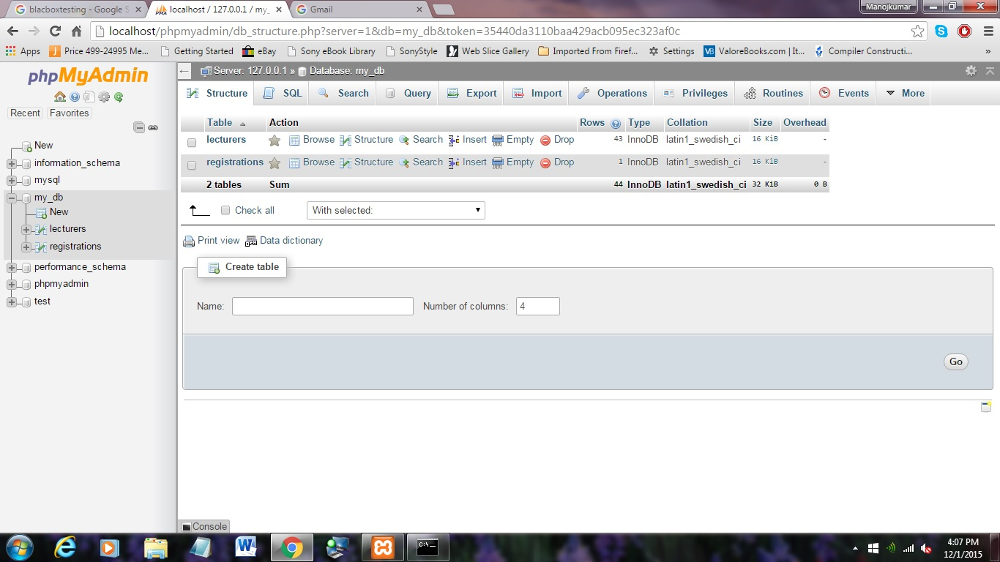 blacboxtesting - Google S
localhost / 127.0.0.1 / my_
Gmail
Manojkumar
localhost/phpmyadmin/db_structure.php?server=1&db=my_db&token=35440da3110baa429acb095ec323af0c
Apps Price 499-24995 Me... Getting Started eBay Sony eBook Library SonyStyle Web Slice Gallery Imported From Firef... Settings ValoreBooks.com | It... Compiler Constructi... »
phpMyAdmin
Recent Favorites
New
information_schema
mysql
my_db
New
lecturers
registrations
performance_schema
phpmyadmin
test
Server: 127.0.0.1 » Database: my_db
Structure SQL Search Query Export Import Operations Privileges Routines Events More
Table Action Rows Type Collation Size Overhead
lecturers Browse Structure Search Insert Empty Drop 43 InnoDB latin1_swedish_ci 16 KiB -
registrations Browse Structure Search Insert Empty Drop 1 InnoDB latin1_swedish_ci 16 KiB -
2 tables Sum 44 InnoDB latin1_swedish_ci 32 KiB 0 B
Check all With selected:
Print view Data dictionary
Create table
Name: Number of columns: 4
Go
Console
4:07 PM
12/1/2015